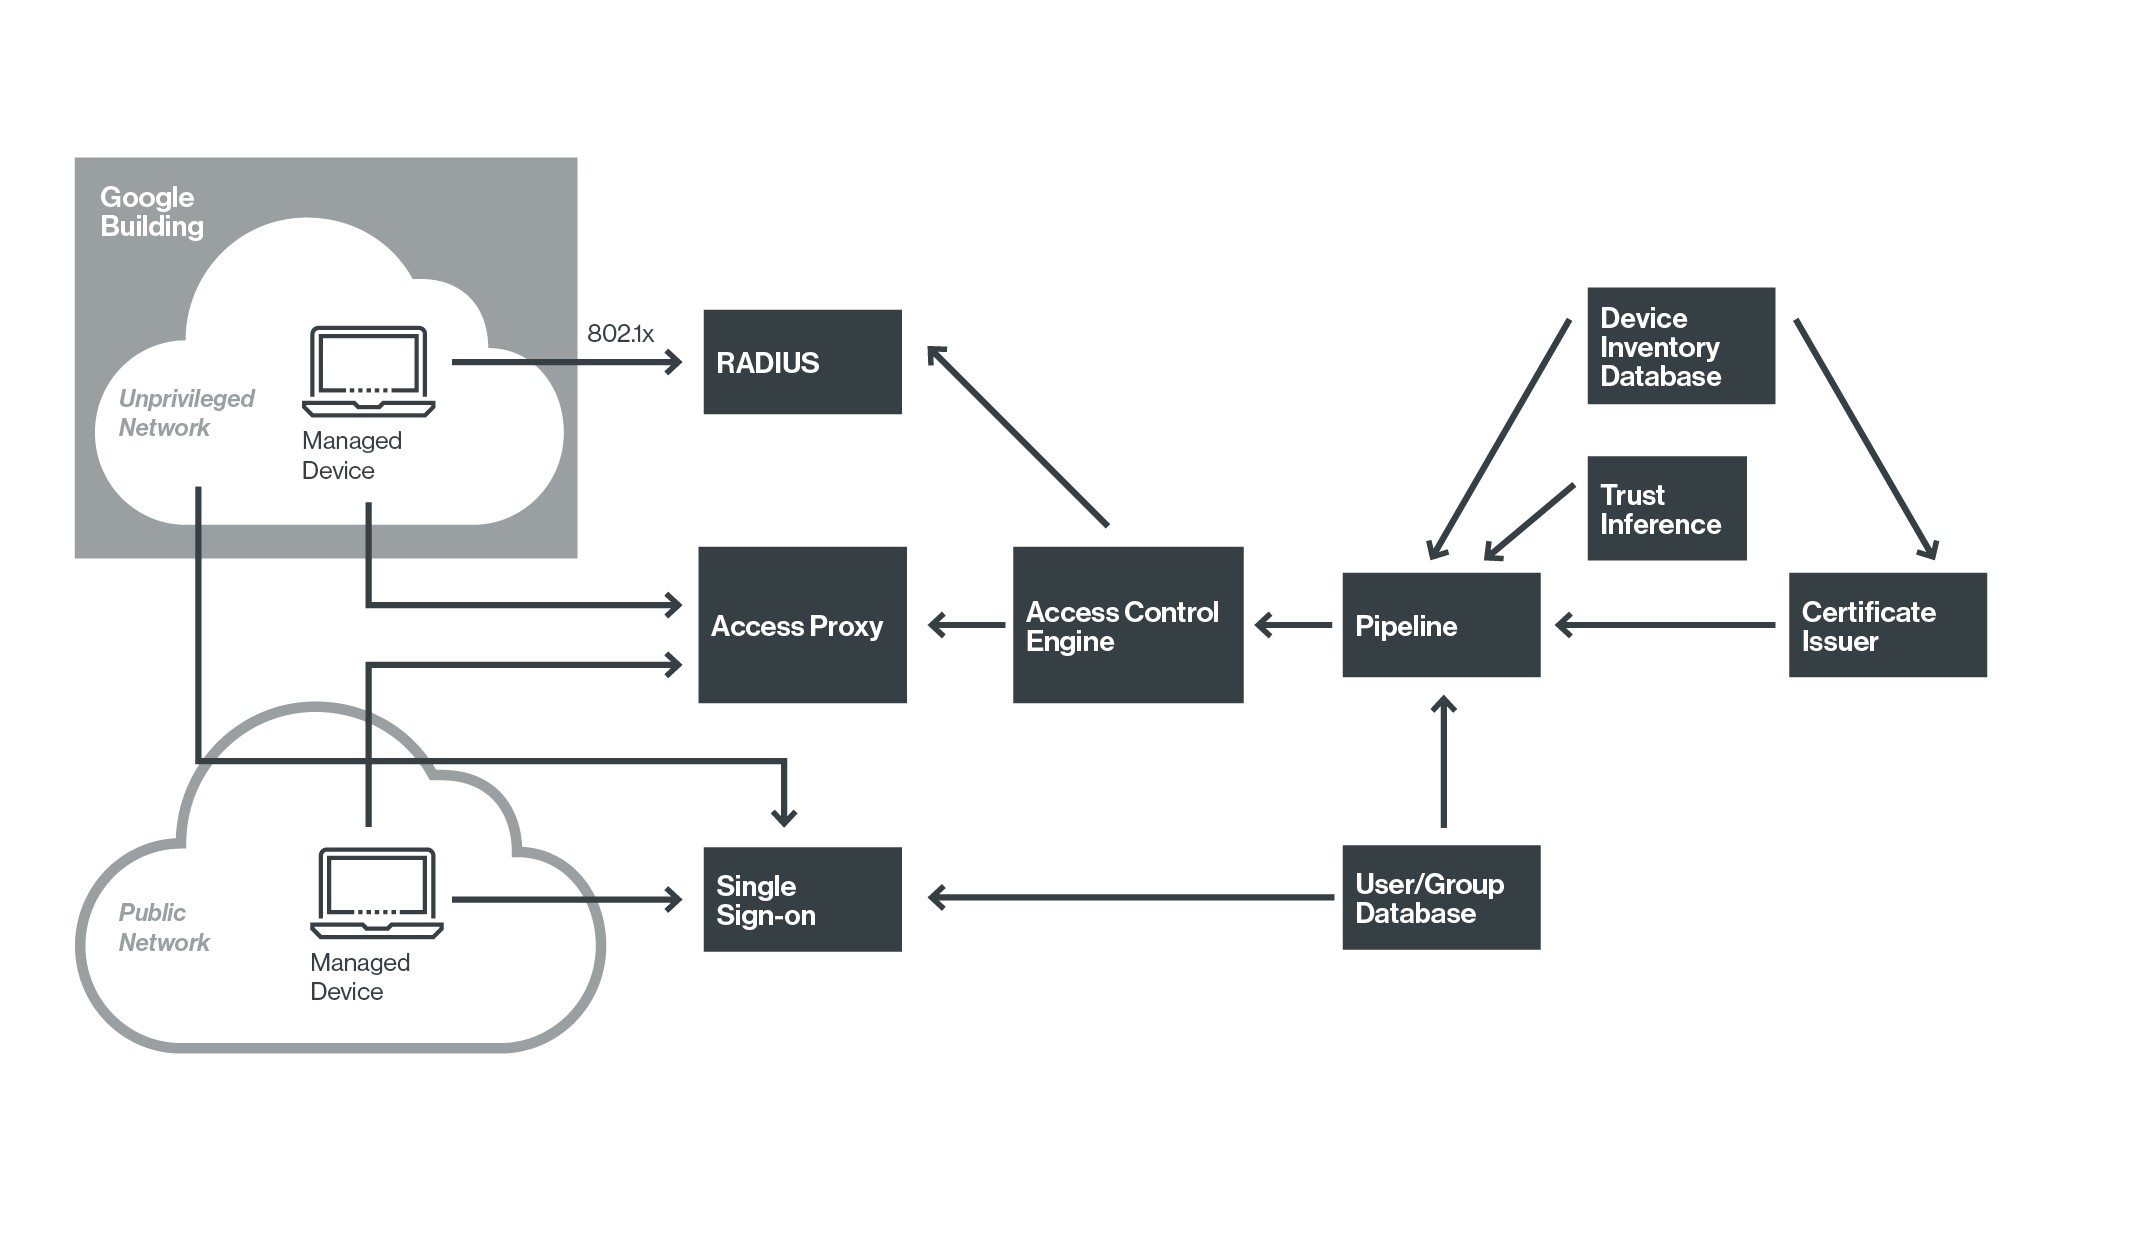 Google
Building
Unprivileged
Network
Managed
Device
802.1x
RADIUS
Device
Inventory
Database
Trust
Inference
Access Proxy
Access Control
Engine
Pipeline
Certificate
Issuer
Public
Network
Managed
Device
Single
Sign-on
User/Group
Database